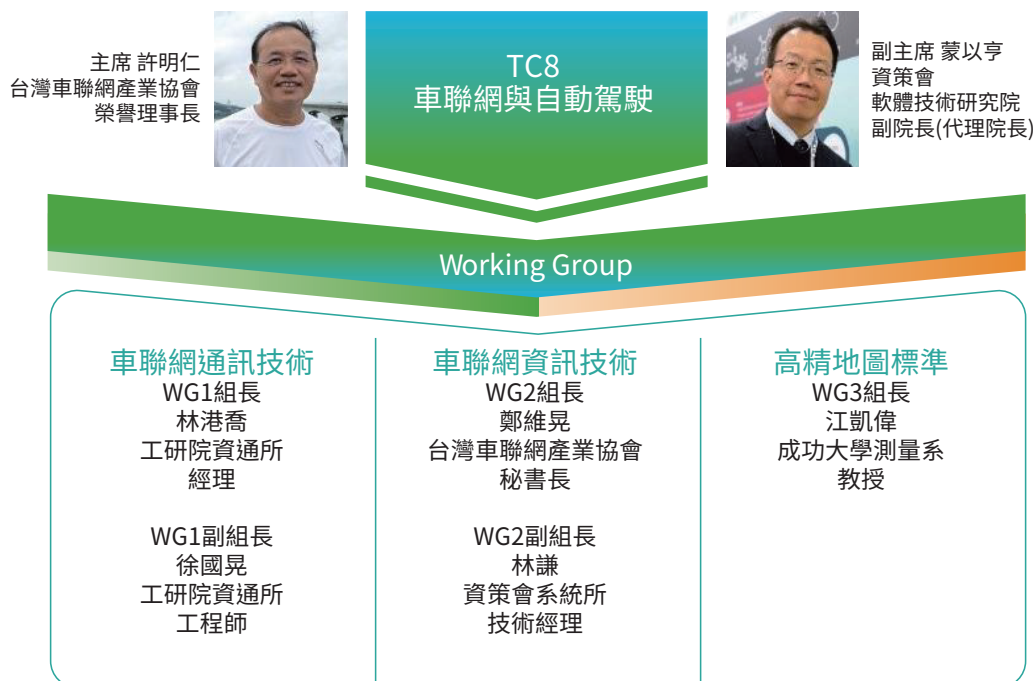 主席 許明仁
台灣車聯網產業協會
榮譽理事長
TC8
車聯網與自動駕駛
副主席 蒙以亨
資策會
軟體技術研究院
副院長(代理院長)
Working Group
車聯網通訊技術
WG1組長
林港喬
工研院資通所
經理
WG1副組長
徐國晃
工研院資通所
工程師
車聯網資訊技術
WG2組長
鄭維晃
台灣車聯網產業協會
秘書長
WG2副組長
林謙
資策會系統所
技術經理
高精地圖標準
WG3組長
江凱偉
成功大學測量系
教授